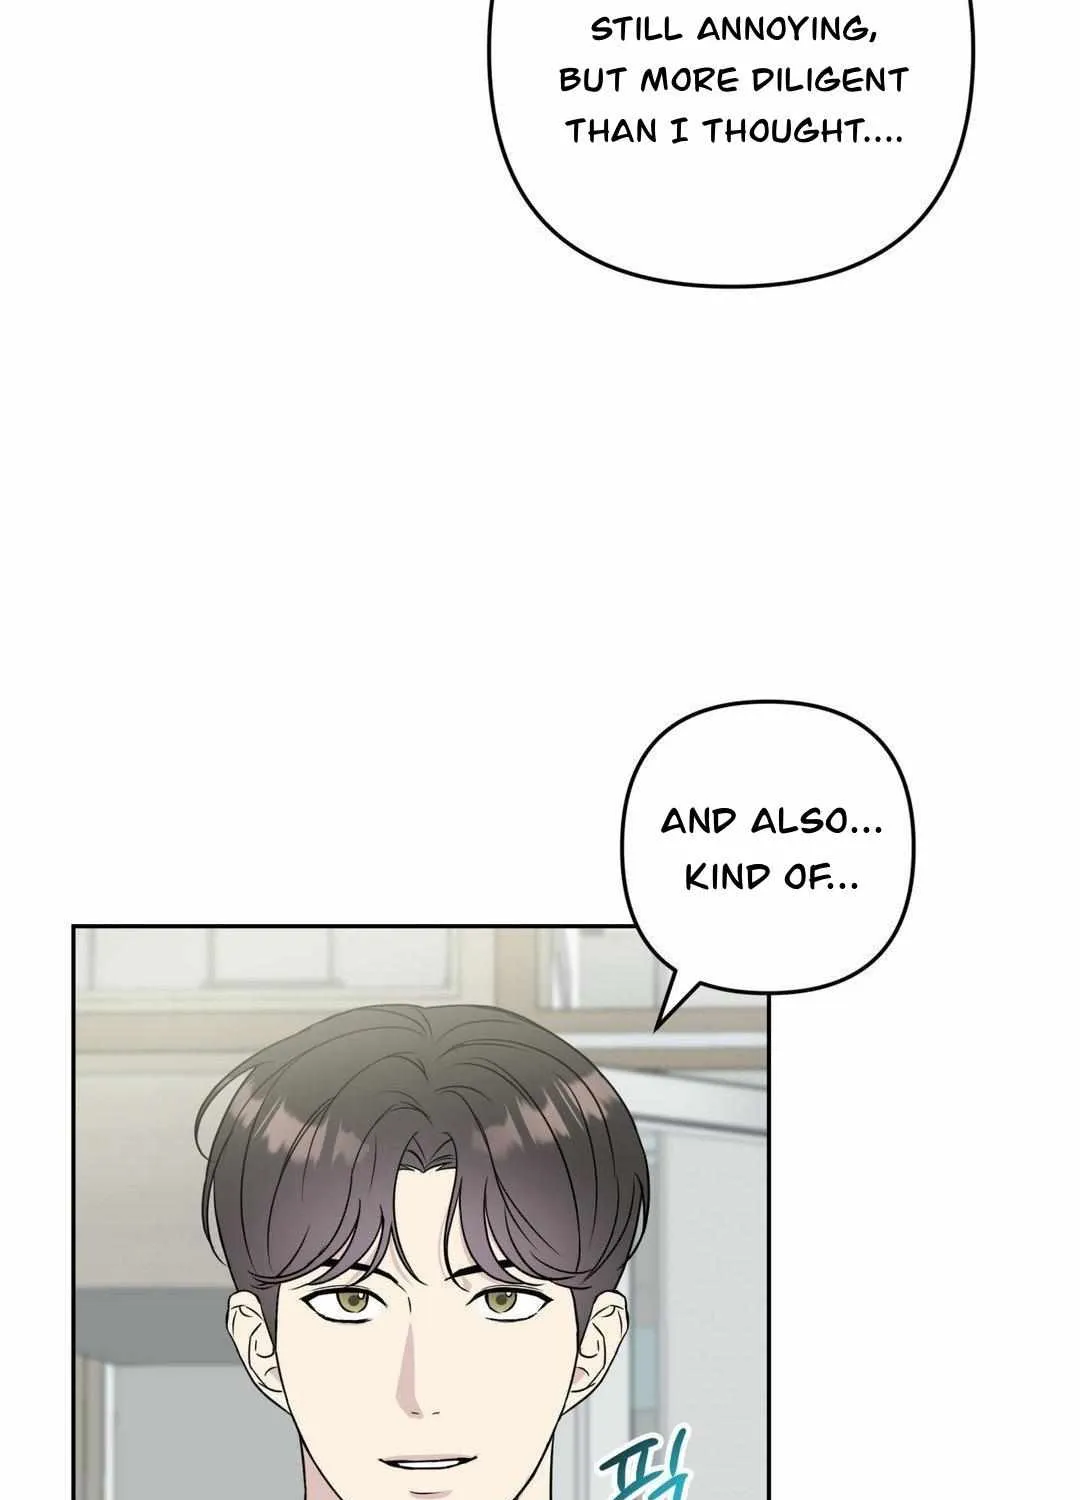 STILL ANNOYING,
BUT MORE DILIGENT
THAN I THOUGHT....
AND ALSO...
KIND OF...